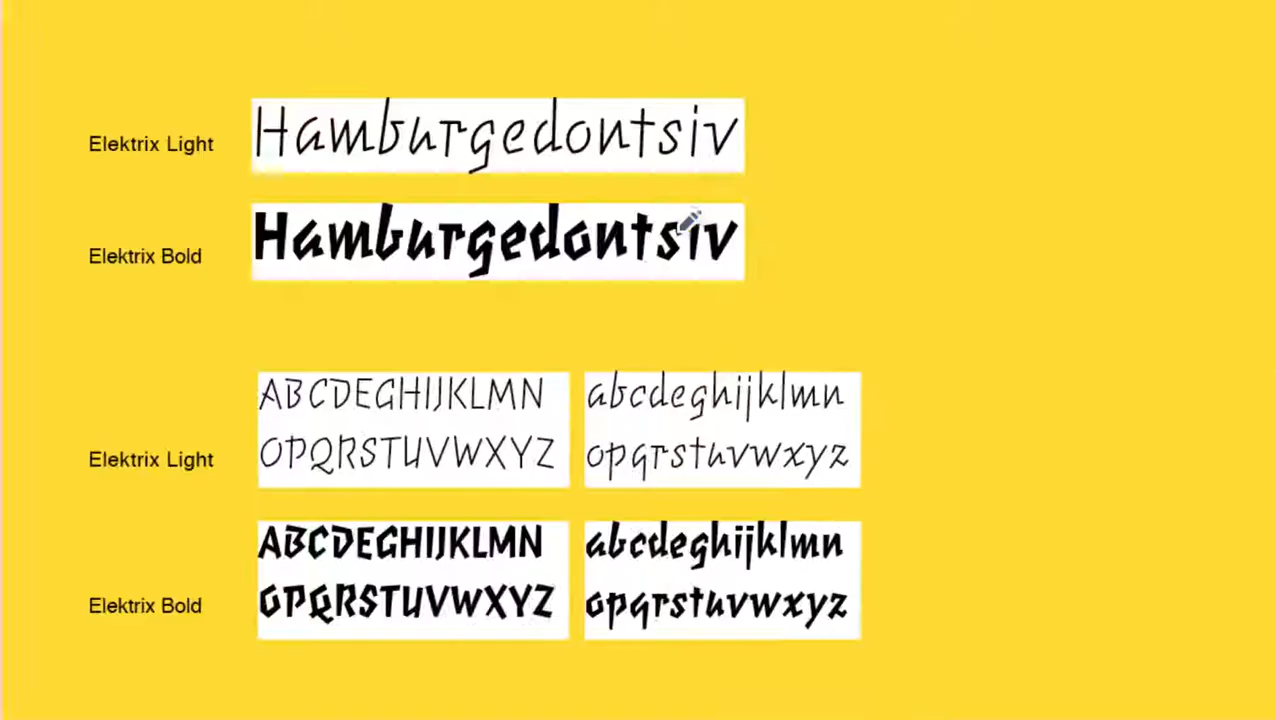 Elektrix Light
Hamburgedontsiv
Elektrix Bold
Hamburgedontsiv
Elektrix Light
ABCDEGHIJKLMN
OPQRSTUVWXYZ
abcdeghijklmn
opqrstuvwxyz
Elektrix Bold
ABCDEGHIJKLMN
OPQRSTUVWXYZ
abcdeghijklmn
opqrstuvwxyz